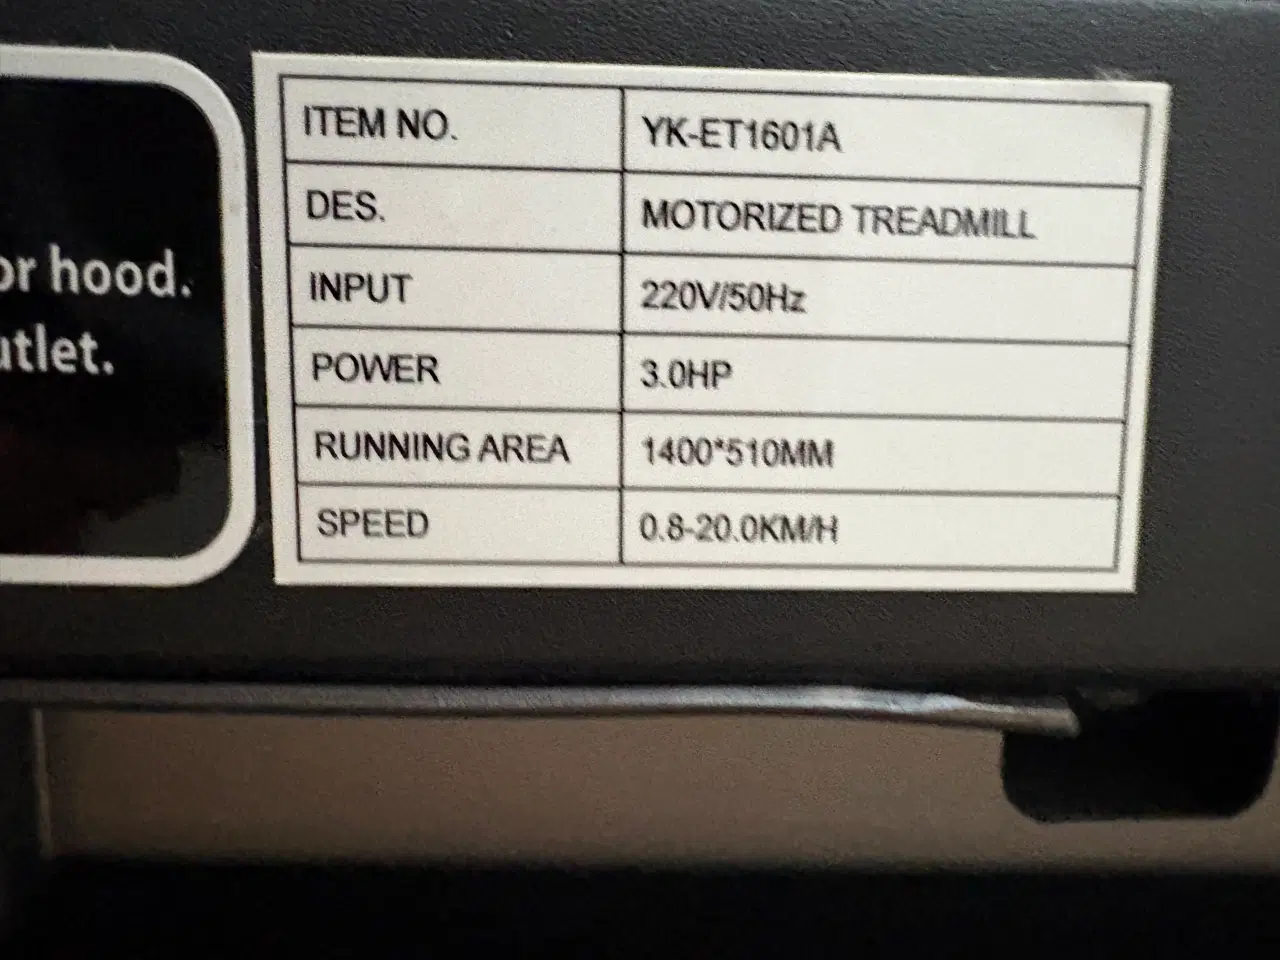 or hood.
utlet.
ITEM NO. YK-ET1601A
DES. MOTORIZED TREADMILL
INPUT 220V/50Hz
POWER 3.0HP
RUNNING AREA 1400*510MM
SPEED 0.8-20.0KM/H